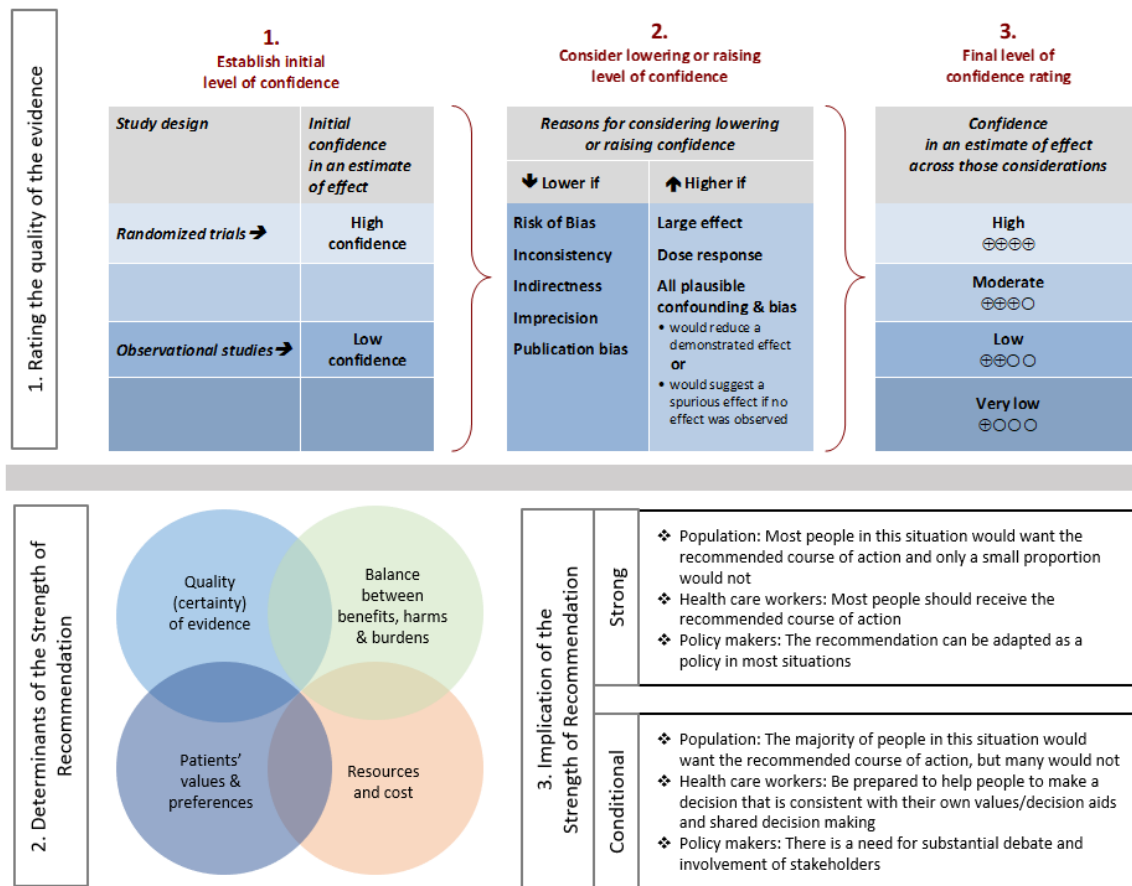 1. Rating the quality of the evidence
1.
Establish initial
level of confidence
2.
Consider lowering or raising
level of confidence
3.
Final level of
confidence rating
Study design
Initial
confidence
in an estimate
of effect
Randomized trials ➔
High
confidence
Observational studies ➔
Low
confidence
Reasons for considering lowering
or raising confidence
🡇 Lower if
🡅 Higher if
Risk of Bias
Inconsistency
Indirectness
Imprecision
Publication bias
Large effect
Dose response
All plausible
confounding & bias
• would reduce a
demonstrated effect
or
• would suggest a
spurious effect if no
effect was observed
Confidence
in an estimate of effect
across those considerations
High
⊕⊕⊕⊕
Moderate
⊕⊕⊕○
Low
⊕⊕○○
Very low
⊕○○○
2. Determinants of the Strength of
Recommendation
Quality
(certainty)
of evidence
Balance
between
benefits, harms
& burdens
Patients’
values &
preferences
Resources
and cost
3. Implication of the
Strength of Recommendation
Strong
❖ Population: Most people in this situation would want the
recommended course of action and only a small proportion
would not
❖ Health care workers: Most people should receive the
recommended course of action
❖ Policy makers: The recommendation can be adapted as a
policy in most situations
Conditional
❖ Population: The majority of people in this situation would
want the recommended course of action, but many would not
❖ Health care workers: Be prepared to help people to make a
decision that is consistent with their own values/decision aids
and shared decision making
❖ Policy makers: There is a need for substantial debate and
involvement of stakeholders